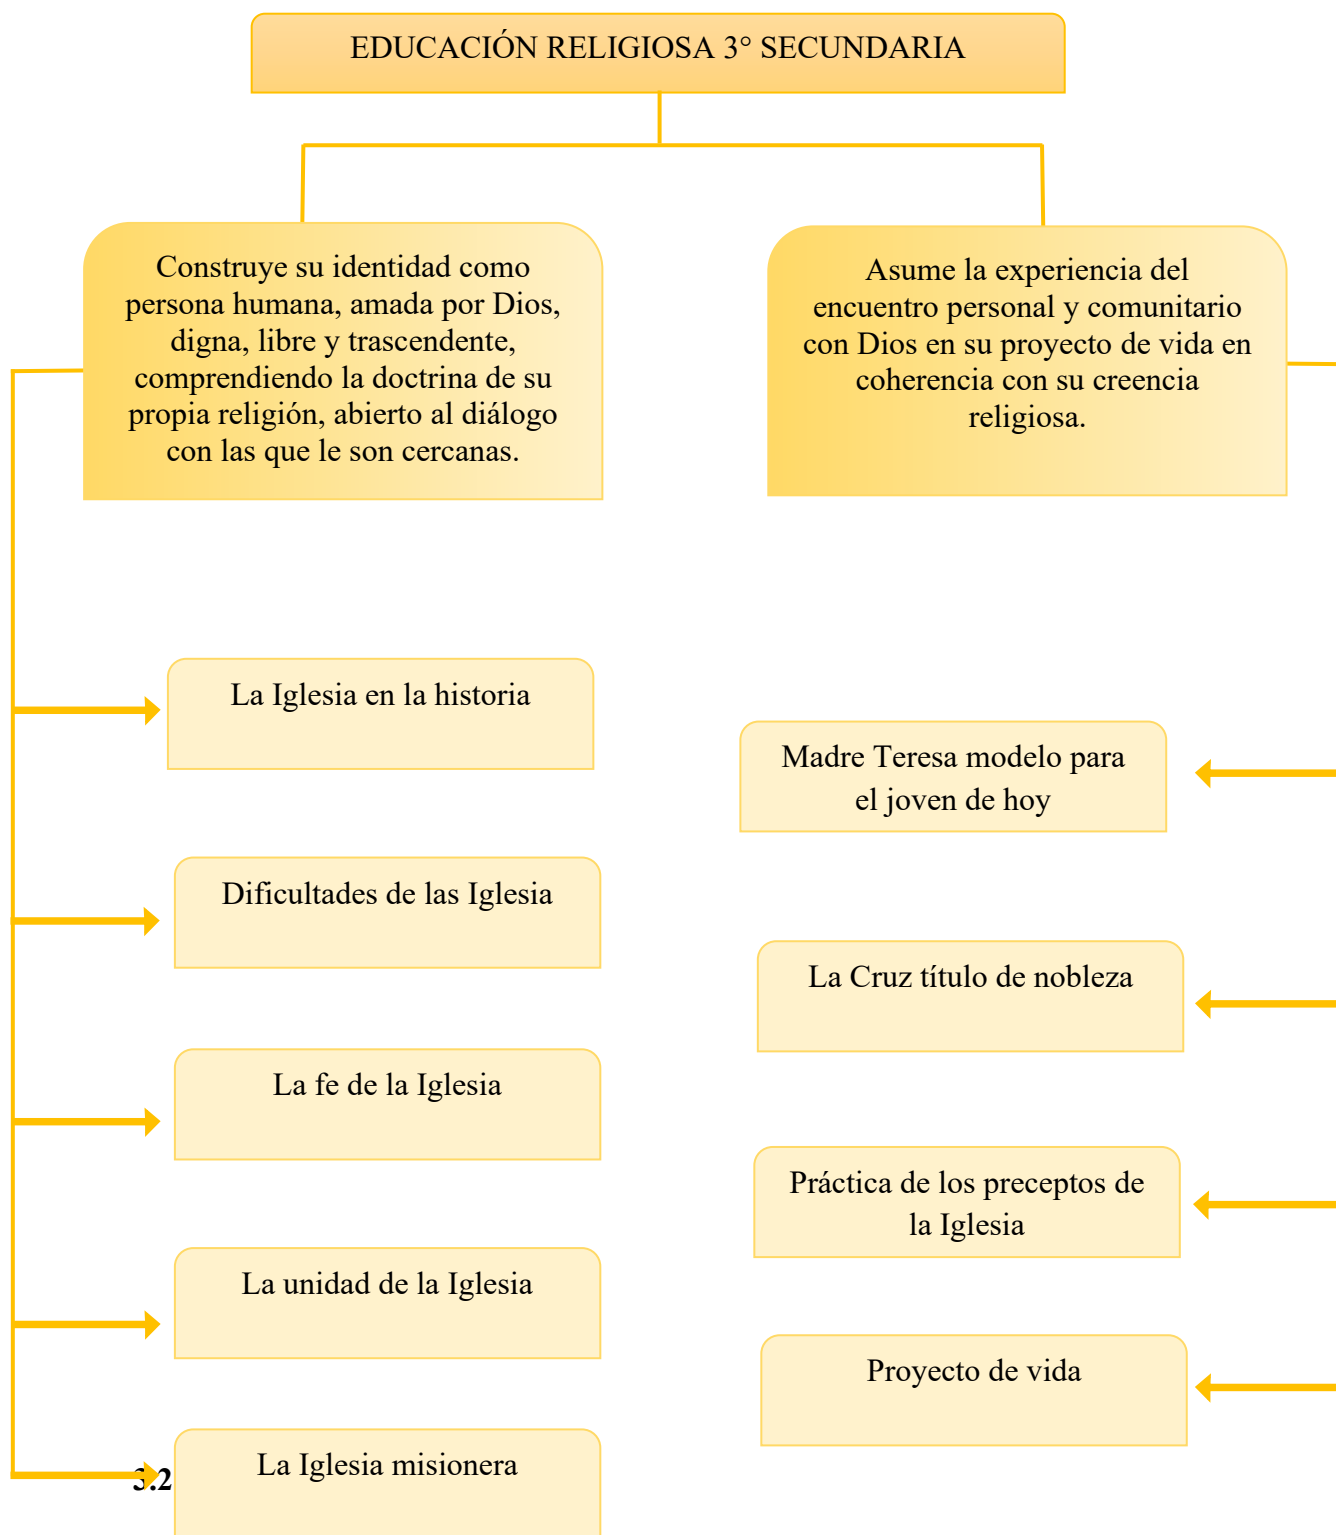 EDUCACIÓN RELIGIOSA 3° SECUNDARIA
Construye su identidad como
persona humana, amada por Dios,
digna, libre y trascendente,
comprendiendo la doctrina de su
propia religión, abierto al diálogo
con las que le son cercanas.
Asume la experiencia del
encuentro personal y comunitario
con Dios en su proyecto de vida en
coherencia con su creencia
religiosa.
La Iglesia en la historia
Dificultades de las Iglesia
La fe de la Iglesia
La unidad de la Iglesia
La Iglesia misionera
Madre Teresa modelo para
el joven de hoy
La Cruz título de nobleza
Práctica de los preceptos de
la Iglesia
Proyecto de vida
3.2